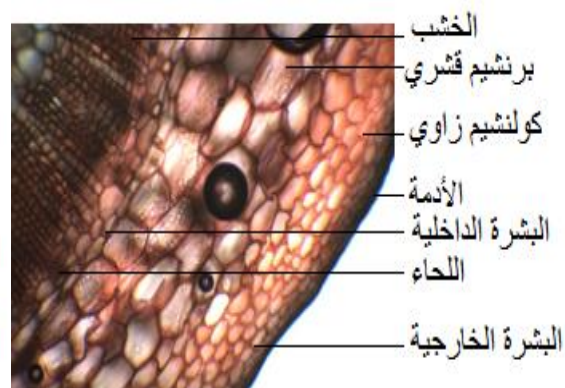 الخشب
برنشيم قشري
كولنشيم زاوي
الأدمة
البشرة الداخلية
اللحاء
البشرة الخارجية